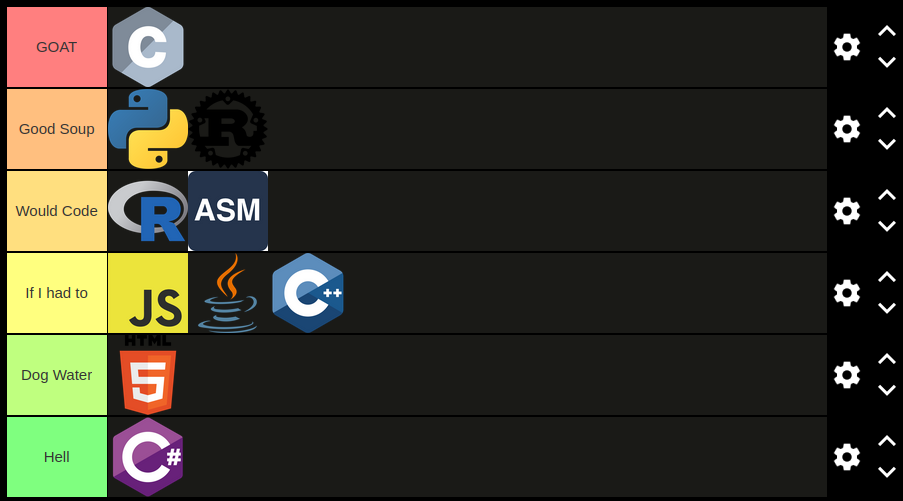 GOAT
C
Good Soup
R
Would Code
R
ASM
If I had to
JS
C++
HTML
5
Dog Water
Hell
C#